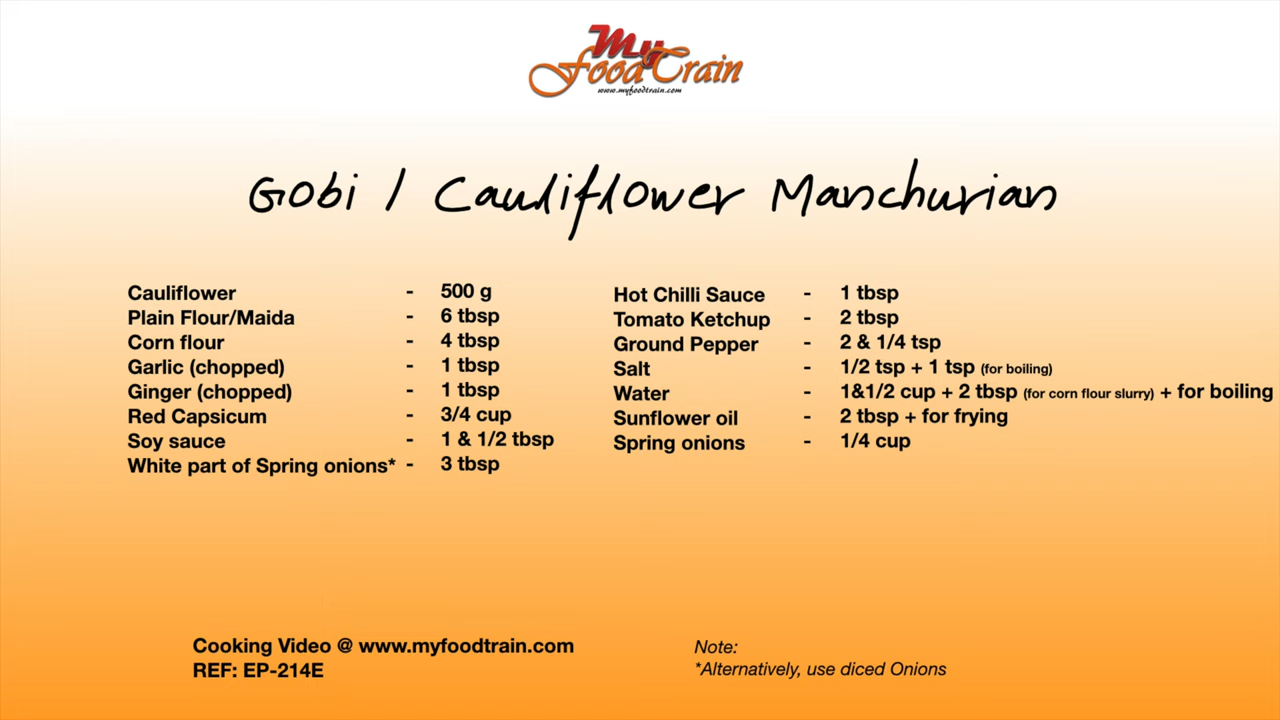 My
FoodTrain
www.myfoodtrain.com
Gobi / Cauliflower Manchurian
Cauliflower - 500 g
Plain Flour/Maida - 6 tbsp
Corn flour - 4 tbsp
Garlic (chopped) - 1 tbsp
Ginger (chopped) - 1 tbsp
Red Capsicum - 3/4 cup
Soy sauce - 1 & 1/2 tbsp
White part of Spring onions* - 3 tbsp
Hot Chilli Sauce - 1 tbsp
Tomato Ketchup - 2 tbsp
Ground Pepper - 2 & 1/4 tsp
Salt - 1/2 tsp + 1 tsp (for boiling)
Water - 1&1/2 cup + 2 tbsp (for corn flour slurry) + for boiling
Sunflower oil - 2 tbsp + for frying
Spring onions - 1/4 cup
Cooking Video @ www.myfoodtrain.com
REF: EP-214E
Note:
*Alternatively, use diced Onions